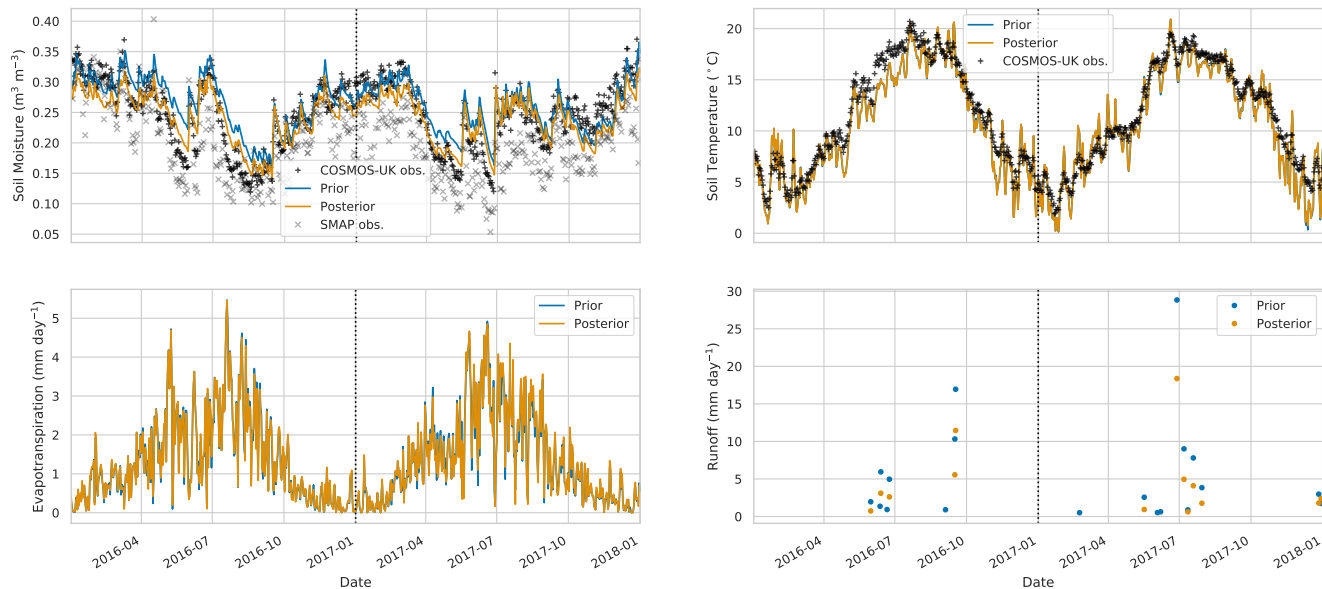 Soil Moisture (m³ m⁻³)
0.40
0.35
0.30
0.25
0.20
0.15
0.10
0.05
COSMOS-UK obs.
Prior
Posterior
SMAP obs.
Soil Temperature (°C)
20
15
10
5
0
Prior
Posterior
COSMOS-UK obs.
Evapotranspiration (mm day⁻¹)
5
4
3
2
1
0
Prior
Posterior
2016-04
2016-07
2016-10
2017-01
2017-04
2017-07
2017-10
2018-01
Date
Runoff (mm day⁻¹)
30
25
20
15
10
5
0
Prior
Posterior
2016-04
2016-07
2016-10
2017-01
2017-04
2017-07
2017-10
2018-01
Date